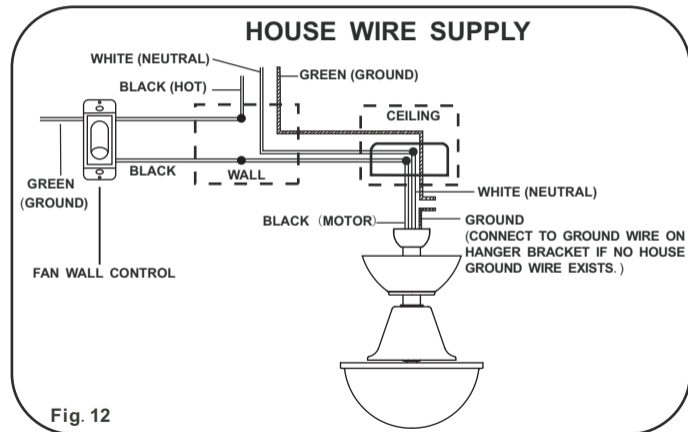 HOUSE WIRE SUPPLY
WHITE (NEUTRAL)
BLACK (HOT)
GREEN (GROUND)
CEILING
BLACK
WALL
GREEN
(GROUND)
WHITE (NEUTRAL)
BLACK (MOTOR)
GROUND
(CONNECT TO GROUND WIRE ON
HANGER BRACKET IF NO HOUSE
GROUND WIRE EXISTS.)
FAN WALL CONTROL
Fig. 12